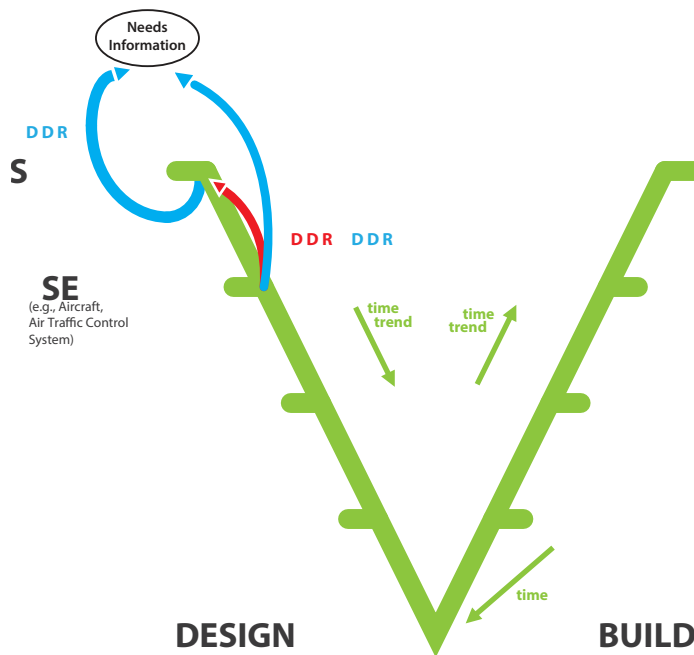 Needs
Information
DDR
S
DDR DDR
SE
(e.g., Aircraft,
Air Traffic Control
System)
time
trend
time
trend
time
DESIGN
BUILD